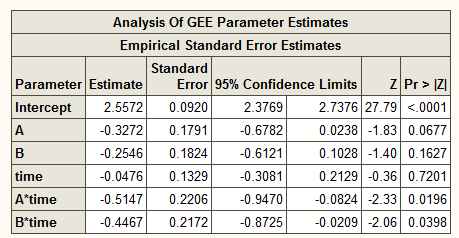 Analysis Of GEE Parameter Estimates
Empirical Standard Error Estimates
Parameter Estimate Standard Error 95% Confidence Limits Z Pr > |Z|
Intercept 2.5572 0.0920 2.3769 2.7376 27.79 <.0001
A -0.3272 0.1791 -0.6782 0.0238 -1.83 0.0677
B -0.2546 0.1824 -0.6121 0.1028 -1.40 0.1627
time -0.0476 0.1329 -0.3081 0.2129 -0.36 0.7201
A*time -0.5147 0.2206 -0.9470 -0.0824 -2.33 0.0196
B*time -0.4467 0.2172 -0.8725 -0.0209 -2.06 0.0398